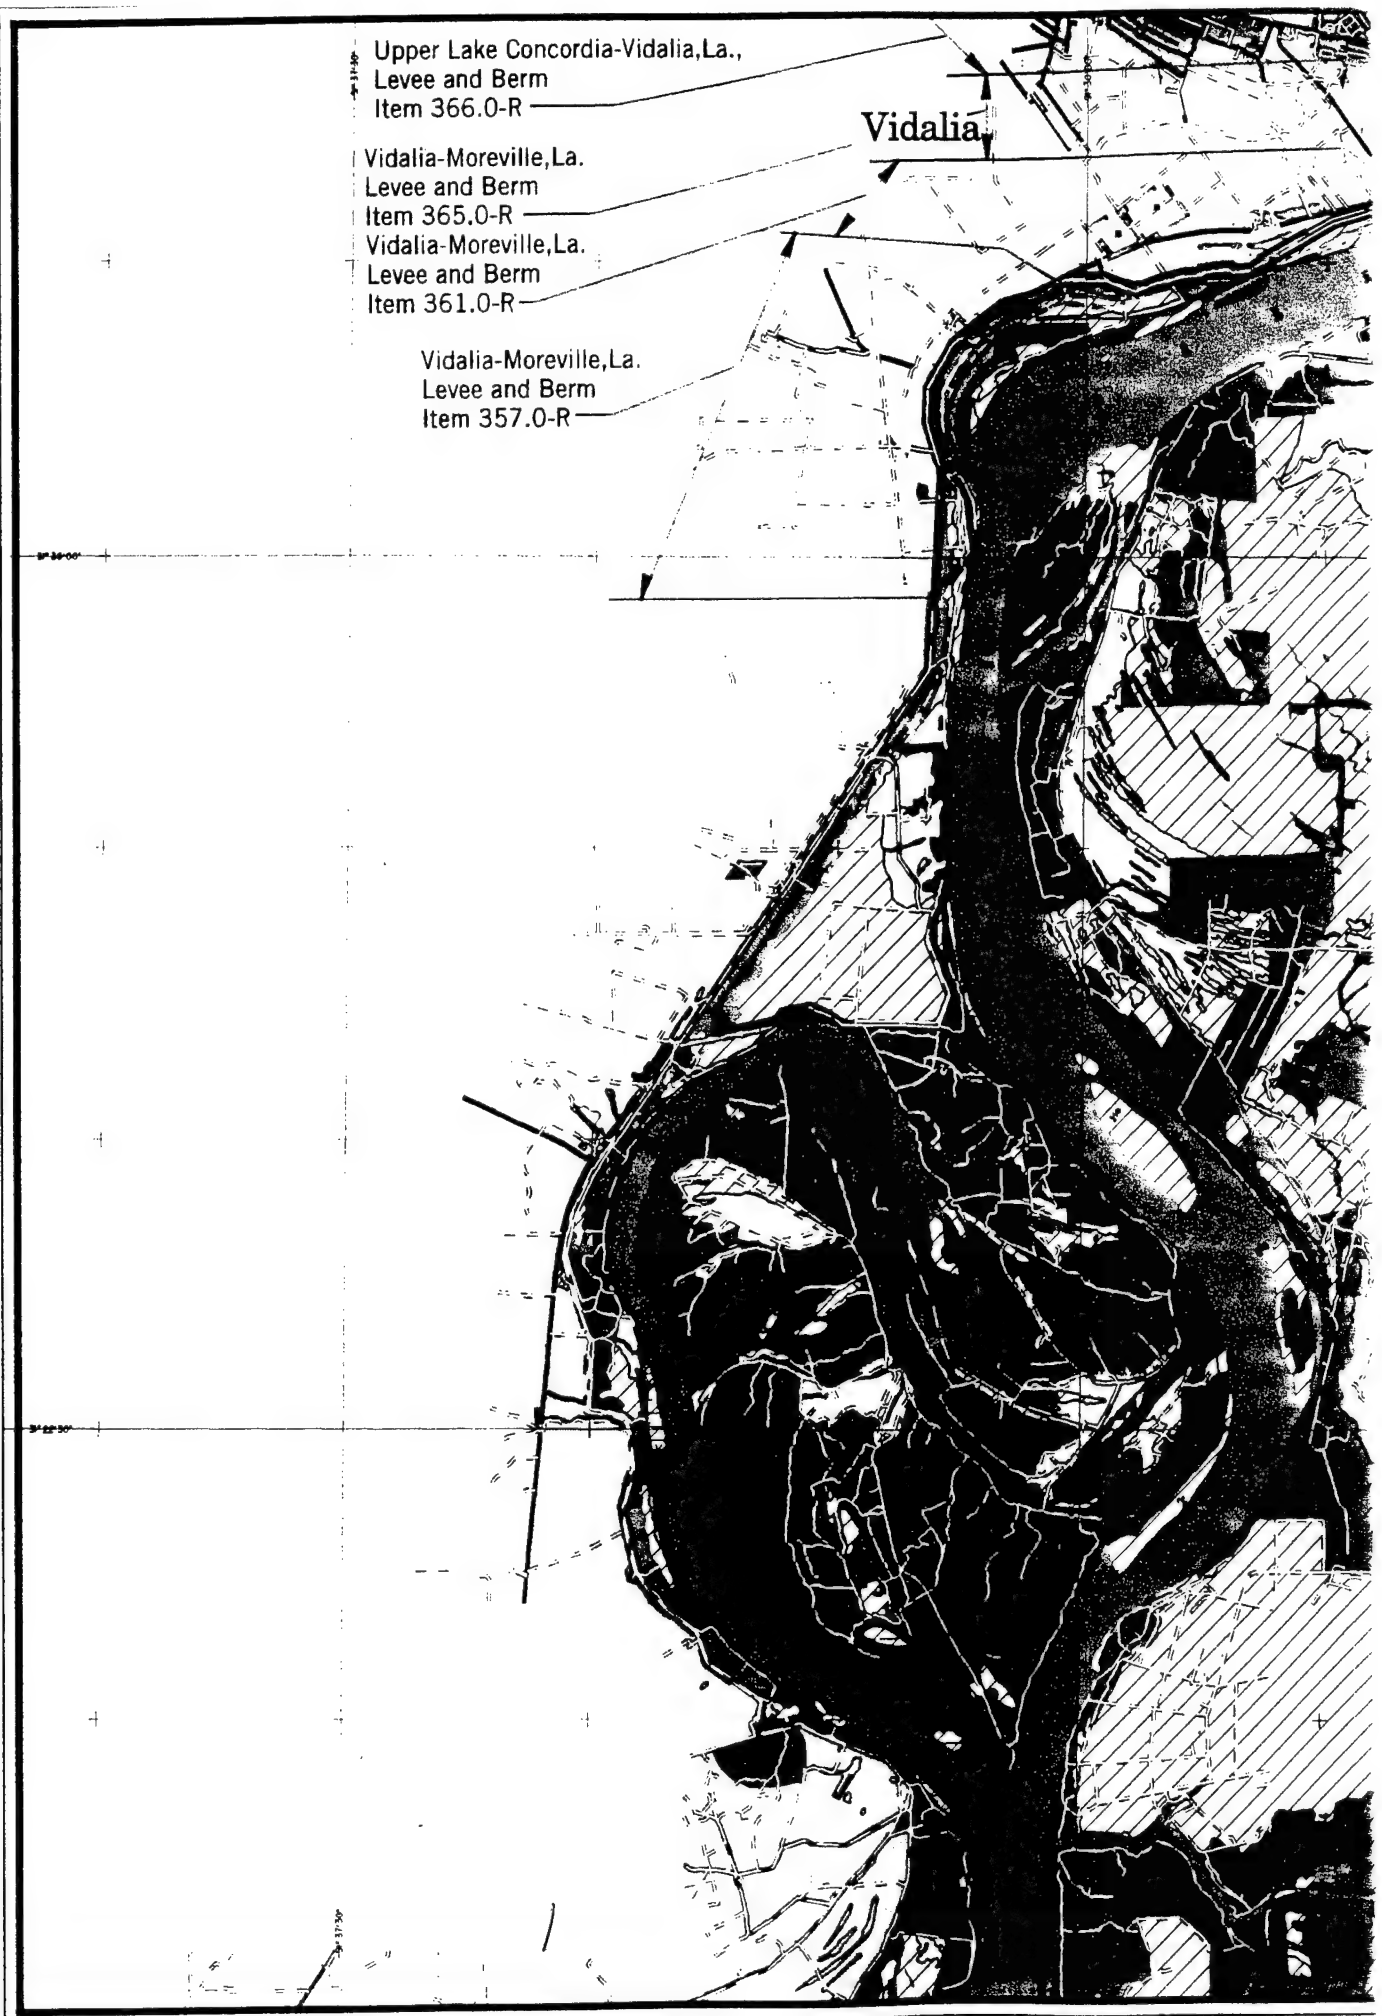 Upper Lake Concordia-Vidalia,La.,
Levee and Berm
Item 366.0-R
Vidalia
Vidalia-Moreville,La.
Levee and Berm
Item 365.0-R
Vidalia-Moreville,La.
Levee and Berm
Item 361.0-R
Vidalia-Moreville,La.
Levee and Berm
Item 357.0-R